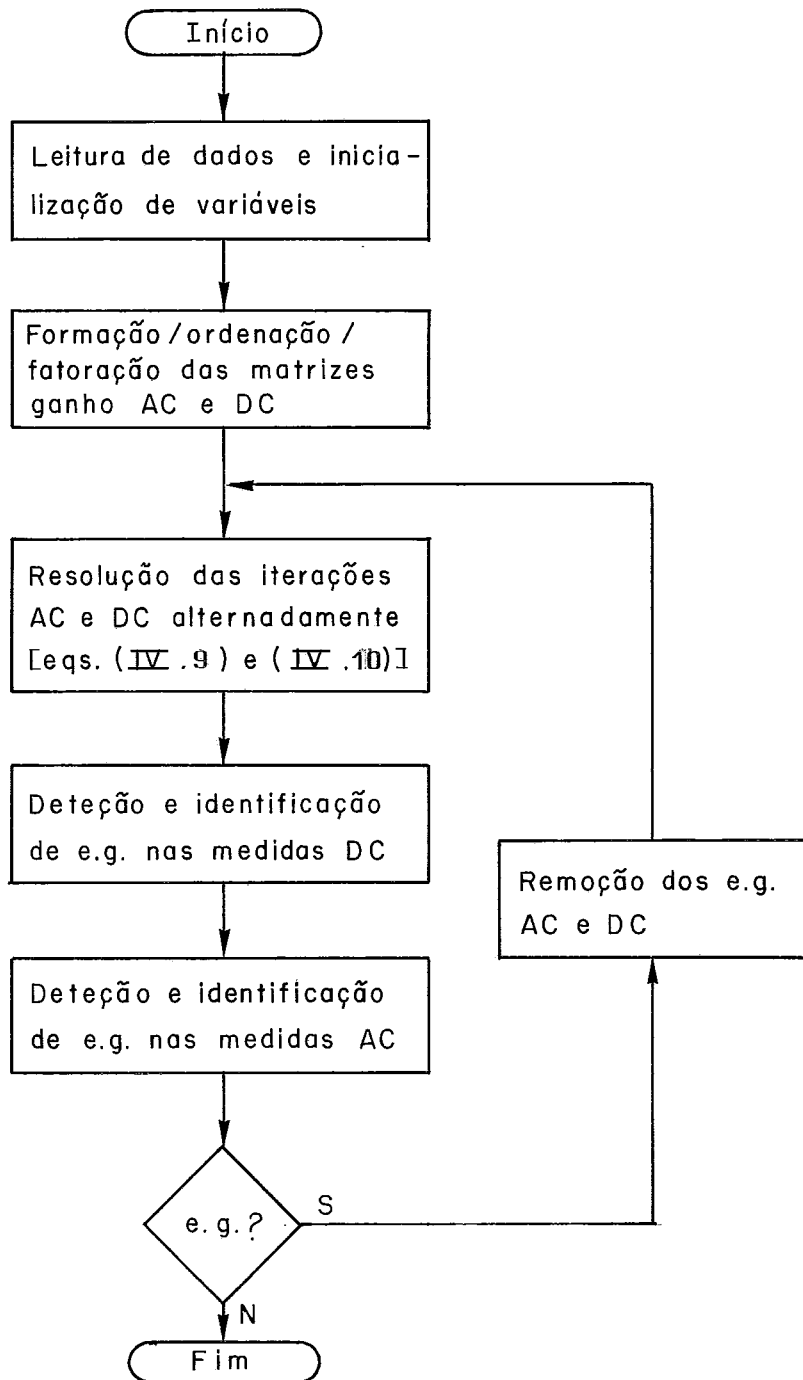 Início
Leitura de dados e inicia-
lização de variáveis
Formação/ordenação/
fatoração das matrizes
ganho AC e DC
Resolução das iterações
AC e DC alternadamente
[eqs. (IV.9) e (IV.10)]
Deteção e identificação
de e.g. nas medidas DC
Remoção dos e.g.
AC e DC
Deteção e identificação
de e.g. nas medidas AC
e.g.?
S
N
Fim